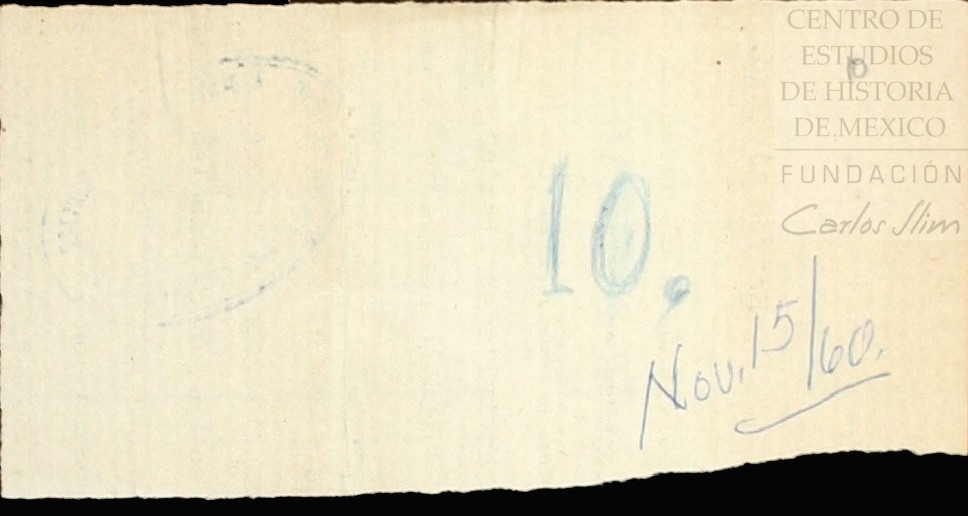 CENTRO DE
ESTUDIOS
DE HISTORIA
DE MEXICO
FUNDACIÓN
Carlos Slim
10.
Nov. 15/60.